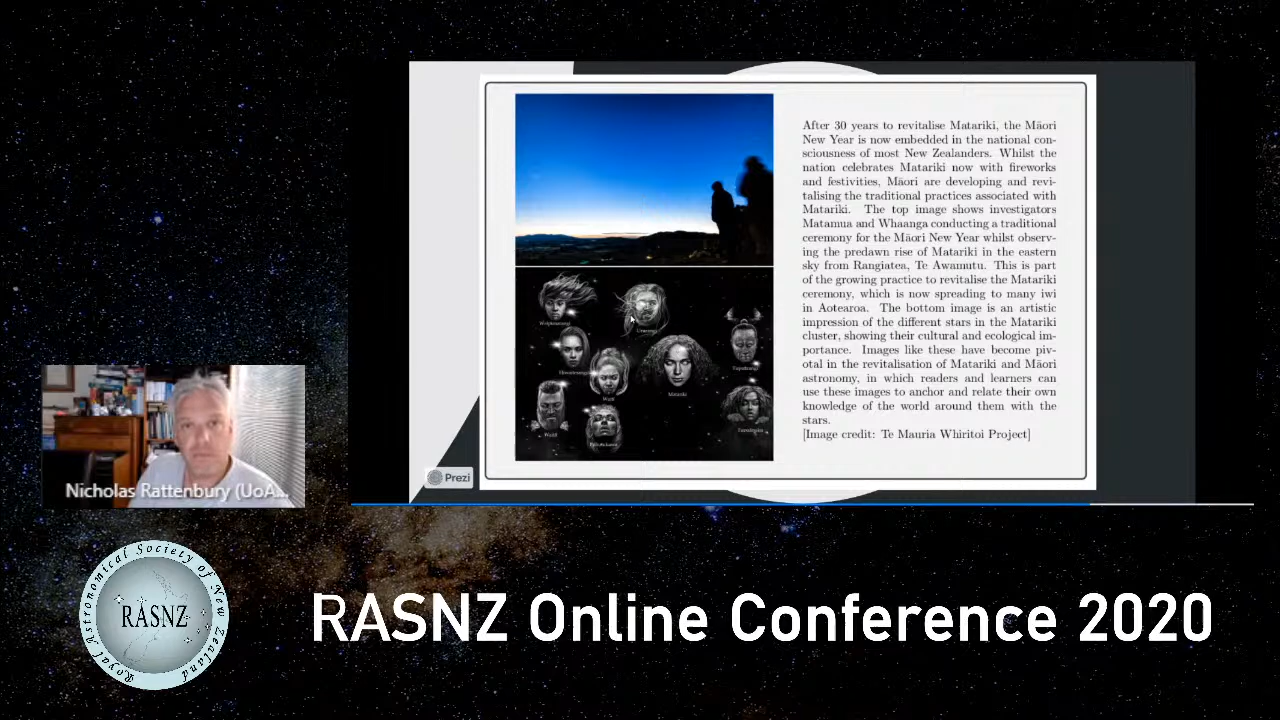 After 30 years to revitalise Matariki, the Māori
New Year is now embedded in the national con-
sciousness of most New Zealanders. Whilst the
nation celebrates Matariki now with fireworks
and festivities, Māori are developing and revi-
talising the traditional practices associated with
Matariki. The top image shows investigators
Matamua and Whaanga conducting a traditional
ceremony for the Māori New Year whilst observ-
ing the predawn rise of Matariki in the eastern
sky from Rangiatea, Te Awamutu. This is part
of the growing practice to revitalise the Matariki
ceremony, which is now spreading to many iwi
in Aotearoa. The bottom image is an artistic
impression of the different stars in the Matariki
cluster, showing their cultural and ecological im-
portance. Images like these have become piv-
otal in the revitalisation of Matariki and Māori
astronomy, in which readers and learners can
use these images to anchor and relate their own
knowledge of the world around them with the
stars.
[Image credit: Te Mauria Whiritoi Project]
Matariki
Prezi
Nicholas Rattenbury (UoA...
Royal Astronomical Society of New Zealand
RASNZ
RASNZ Online Conference 2020